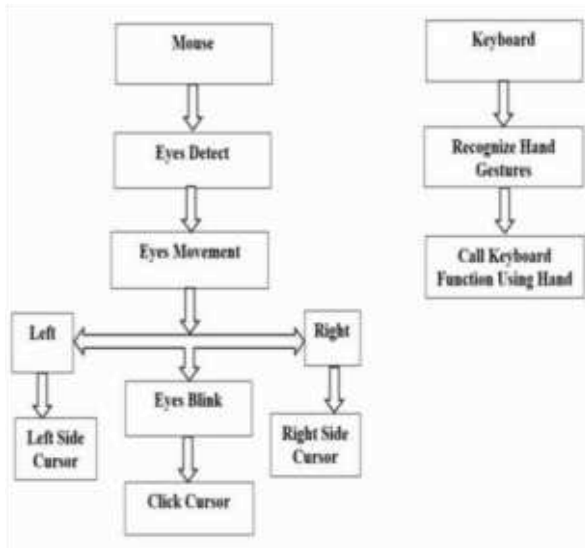 Mouse
Eyes Detect
Eyes Movement
Left
Right
Eyes Blink
Left Side
Cursor
Right Side
Cursor
Click Cursor
Keyboard
Recognize Hand
Gestures
Call Keyboard
Function Using Hand